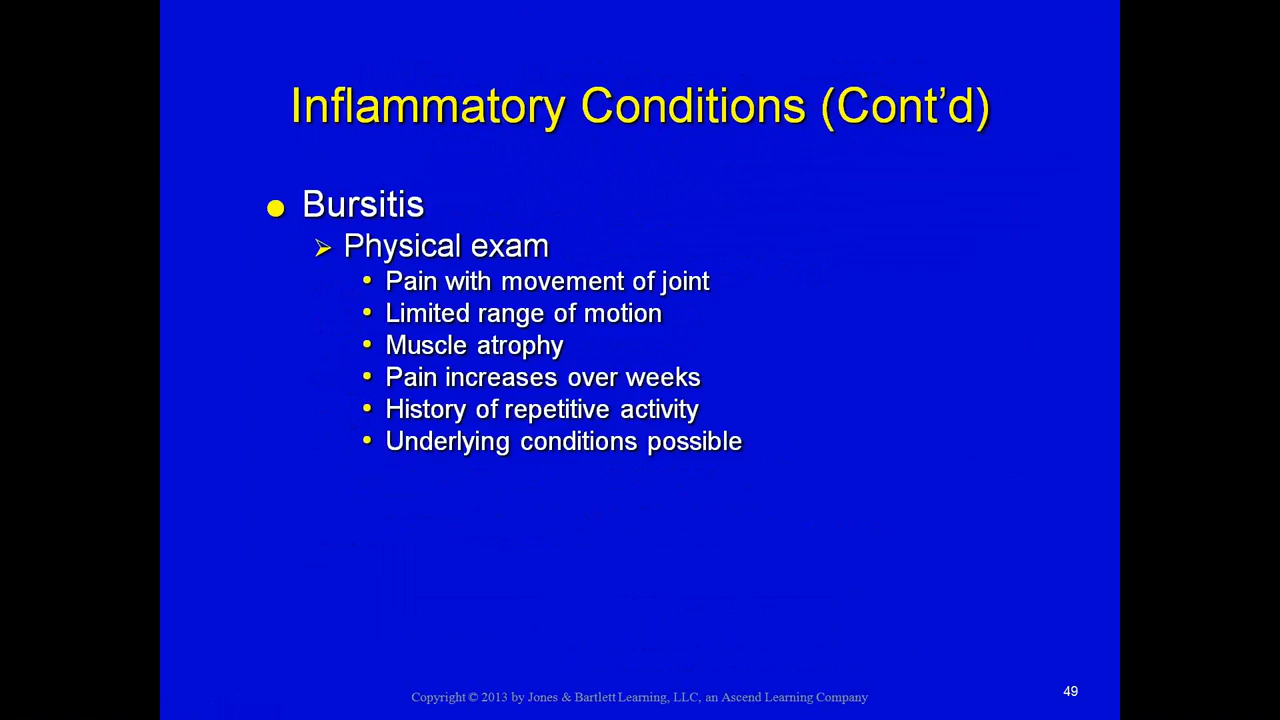 Inflammatory Conditions (Cont’d)
Bursitis
Physical exam
Pain with movement of joint
Limited range of motion
Muscle atrophy
Pain increases over weeks
History of repetitive activity
Underlying conditions possible
Copyright © 2013 by Jones & Bartlett Learning, LLC, an Ascend Learning Company
49